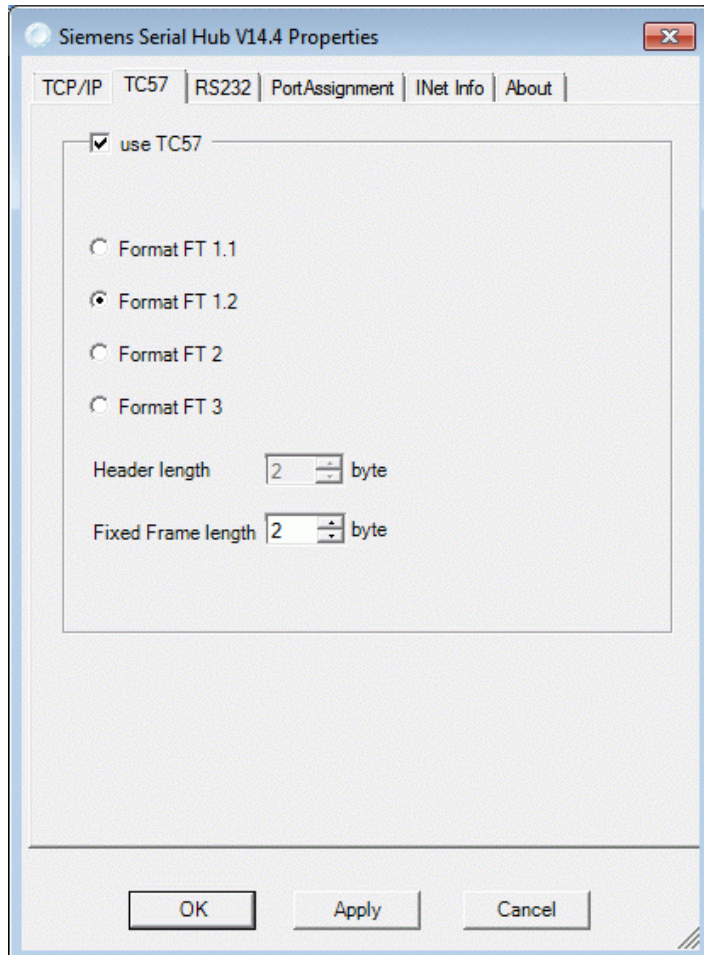 Siemens Serial Hub V14.4 Properties
TCP/IP TC57 RS232 PortAssignment INet Info About
use TC57
Format FT 1.1
Format FT 1.2
Format FT 2
Format FT 3
Header length 2 byte
Fixed Frame length 2 byte
OK Apply Cancel